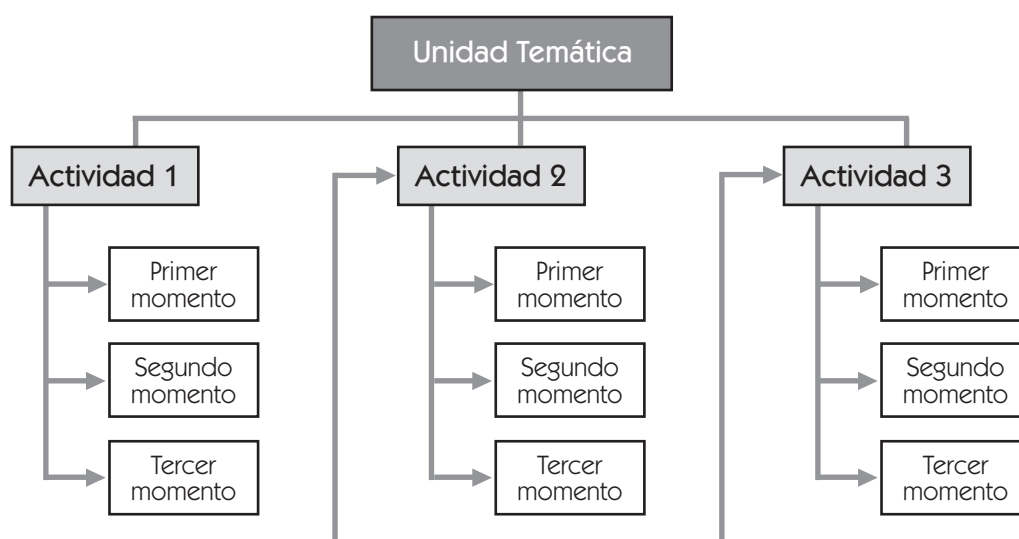 Unidad Temática
Actividad 1
Primer
momento
Segundo
momento
Tercer
momento
Actividad 2
Primer
momento
Segundo
momento
Tercer
momento
Actividad 3
Primer
momento
Segundo
momento
Tercer
momento